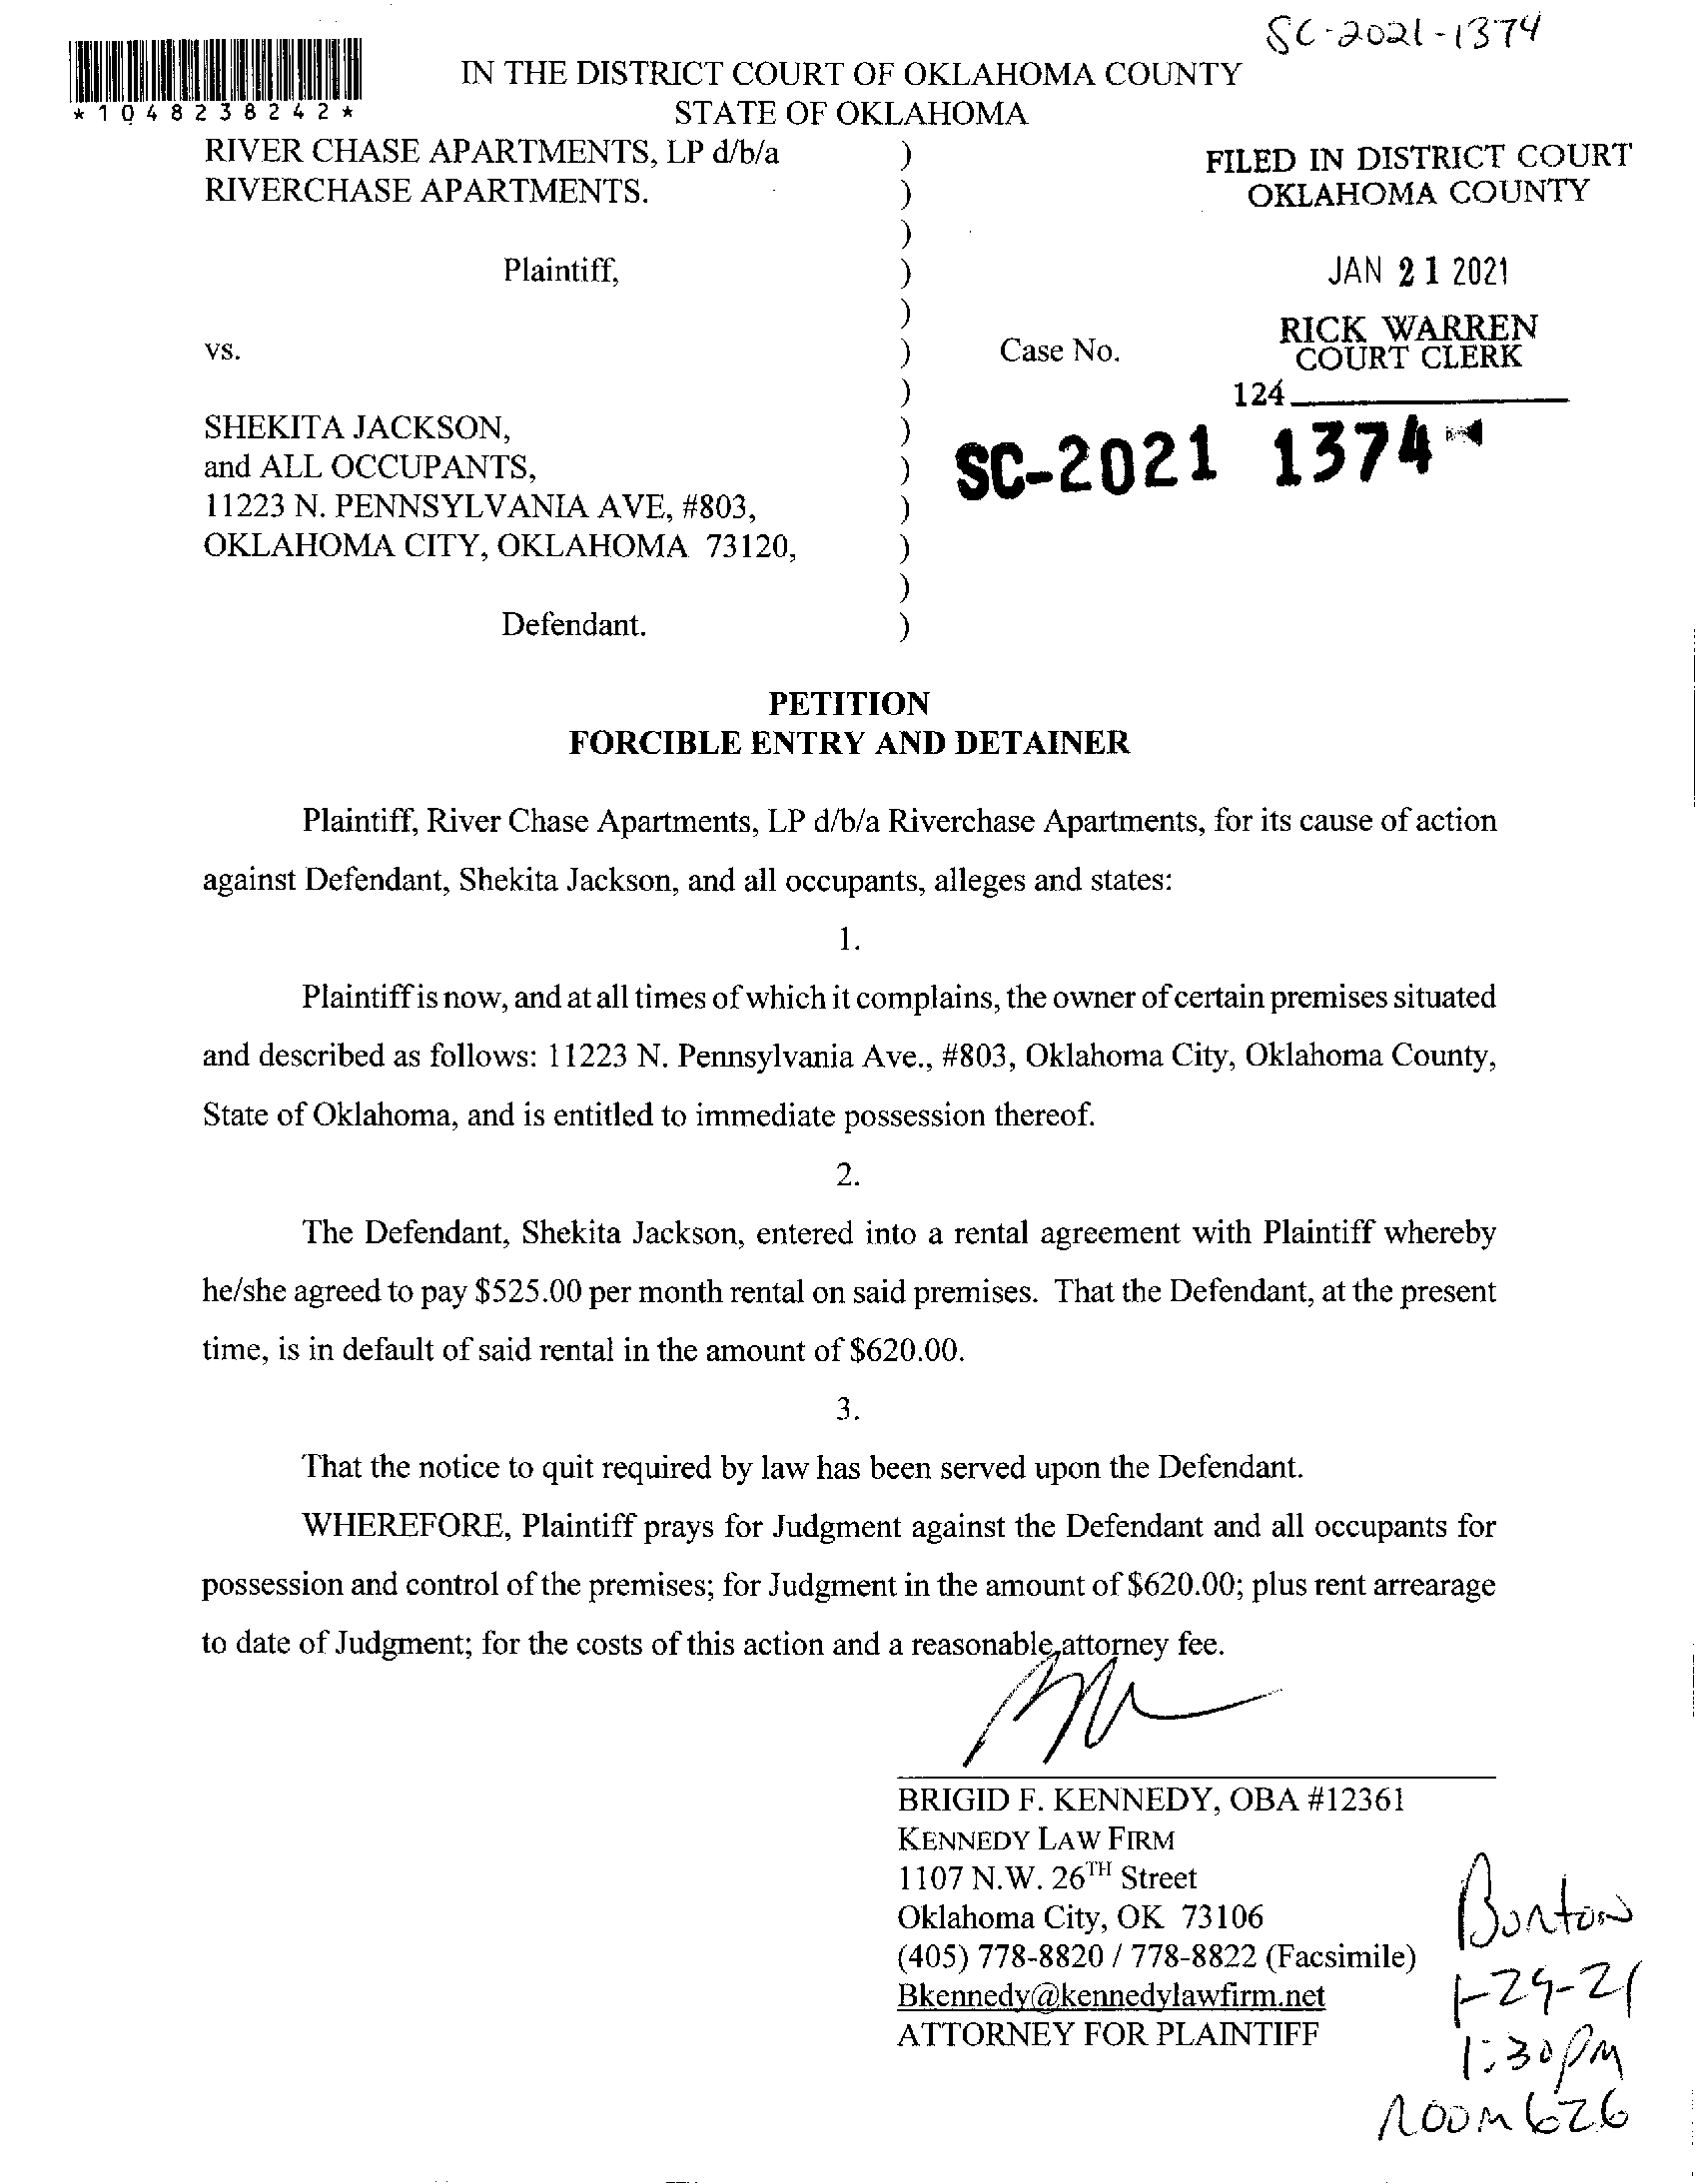 SC-2021-1374
*1048238242*
IN THE DISTRICT COURT OF OKLAHOMA COUNTY
STATE OF OKLAHOMA
RIVER CHASE APARTMENTS, LP d/b/a )
RIVERCHASE APARTMENTS. )
)
Plaintiff, )
)
vs. ) Case No.
)
SHEKITA JACKSON, )
and ALL OCCUPANTS, )
11223 N. PENNSYLVANIA AVE, #803, )
OKLAHOMA CITY, OKLAHOMA 73120, )
)
Defendant. )
FILED IN DISTRICT COURT
OKLAHOMA COUNTY
JAN 21 2021
RICK WARREN
COURT CLERK
124
SC-2021 1374
PETITION
FORCIBLE ENTRY AND DETAINER
Plaintiff, River Chase Apartments, LP d/b/a Riverchase Apartments, for its cause of action
against Defendant, Shekita Jackson, and all occupants, alleges and states:
1.
Plaintiff is now, and at all times of which it complains, the owner of certain premises situated
and described as follows: 11223 N. Pennsylvania Ave., #803, Oklahoma City, Oklahoma County,
State of Oklahoma, and is entitled to immediate possession thereof.
2.
The Defendant, Shekita Jackson, entered into a rental agreement with Plaintiff whereby
he/she agreed to pay $525.00 per month rental on said premises. That the Defendant, at the present
time, is in default of said rental in the amount of $620.00.
3.
That the notice to quit required by law has been served upon the Defendant.
WHEREFORE, Plaintiff prays for Judgment against the Defendant and all occupants for
possession and control of the premises; for Judgment in the amount of $620.00; plus rent arrearage
to date of Judgment; for the costs of this action and a reasonable attorney fee.
BRIGID F. KENNEDY, OBA #12361
KENNEDY LAW FIRM
1107 N.W. 26TH Street
Oklahoma City, OK 73106
(405) 778-8820 / 778-8822 (Facsimile)
Bkennedy@kennedylawfirm.net
ATTORNEY FOR PLAINTIFF
1-29-21
1:30pm
room 626